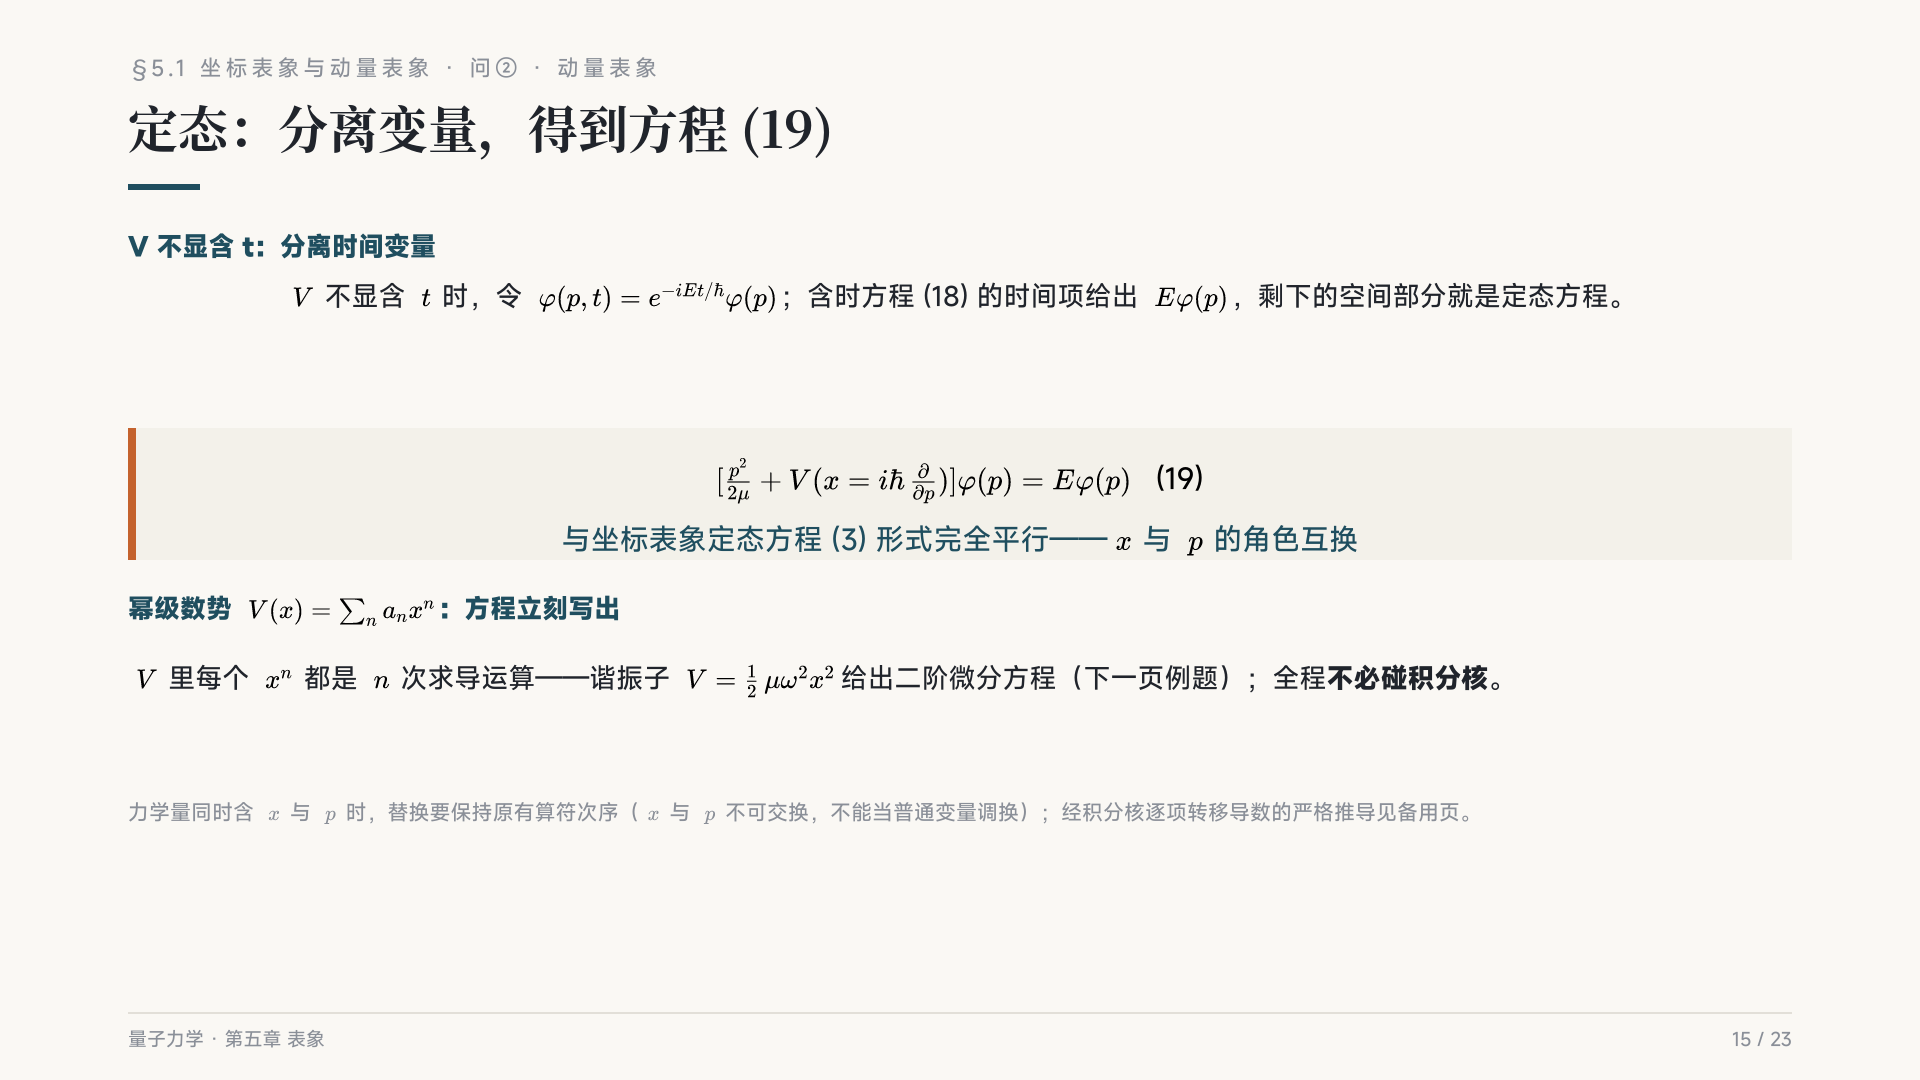 §5.1 坐标表象与动量表象 · 问② · 动量表象
定态：分离变量，得到方程 (19)
V 不显含 t：分离时间变量
V 不显含 t 时，令 φ(p,t) = e^{−iEt/ħ}φ(p)；含时方程 (18) 的时间项给出 Eφ(p)，剩下的空间部分就是定态方程。
[p²/2μ + V(x = iħ ∂/∂p)]φ(p) = Eφ(p) (19)
与坐标表象定态方程 (3) 形式完全平行—— x 与 p 的角色互换
幂级数势 V(x) = ∑_n a_n x^n：方程立刻写出
V 里每个 x^n 都是 n 次求导运算——谐振子 V = 1/2 μω²x² 给出二阶微分方程（下一页例题）；全程不必碰积分核。
力学量同时含 x 与 p 时，替换要保持原有算符次序（ x 与 p 不可交换，不能当普通变量调换）；经积分核逐项转移导数的严格推导见备用页。
量子力学 · 第五章 表象
15 / 23